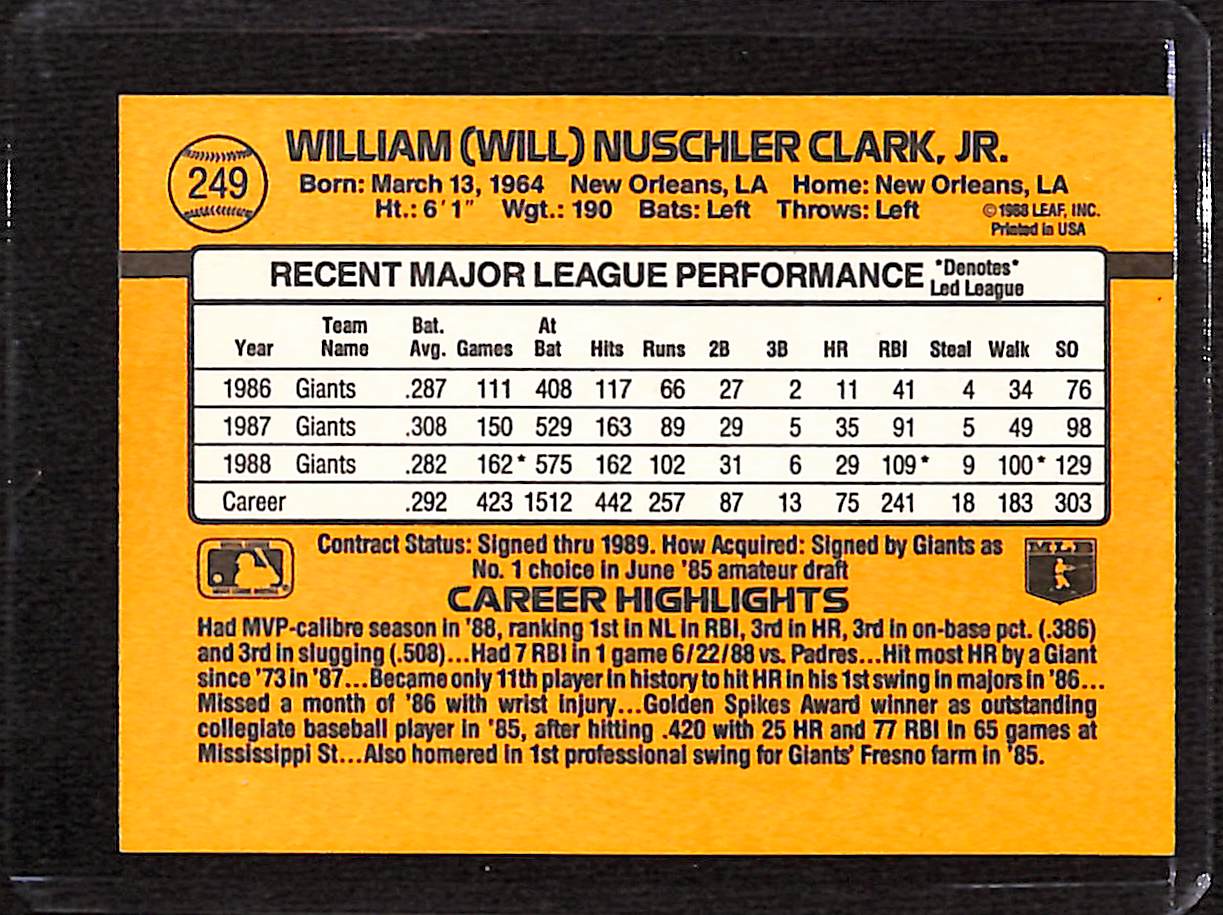 249
WILLIAM (WILL) NUSCHLER CLARK, JR.
Born: March 13, 1964 New Orleans, LA Home: New Orleans, LA
Ht.: 6'1" Wgt.: 190 Bats: Left Throws: Left
©1988 LEAF, INC.
Printed in USA
RECENT MAJOR LEAGUE PERFORMANCE *Denotes* Led League
Year Team Name Bat. Avg. Games At Bat Hits Runs 2B 3B HR RBI Steal Walk SO
1986 Giants .287 111 408 117 66 27 2 11 41 4 34 76
1987 Giants .308 150 529 163 89 29 5 35 91 5 49 98
1988 Giants .282 162* 575 162 102 31 6 29 109* 9 100* 129
Career .292 423 1512 442 257 87 13 75 241 18 183 303
Contract Status: Signed thru 1989. How Acquired: Signed by Giants as
No. 1 choice in June '85 amateur draft
MLB
CAREER HIGHLIGHTS
Had MVP-calibre season in '88, ranking 1st in NL in RBI, 3rd in HR, 3rd in on-base pct. (.386)
and 3rd in slugging (.508)...Had 7 RBI in 1 game 6/22/88 vs. Padres...Hit most HR by a Giant
since '73 in '87...Became only 11th player in history to hit HR in his 1st swing in majors in '86...
Missed a month of '86 with wrist injury...Golden Spikes Award winner as outstanding
collegiate baseball player in '85, after hitting .420 with 25 HR and 77 RBI in 65 games at
Mississippi St...Also homered in 1st professional swing for Giants' Fresno farm in '85.